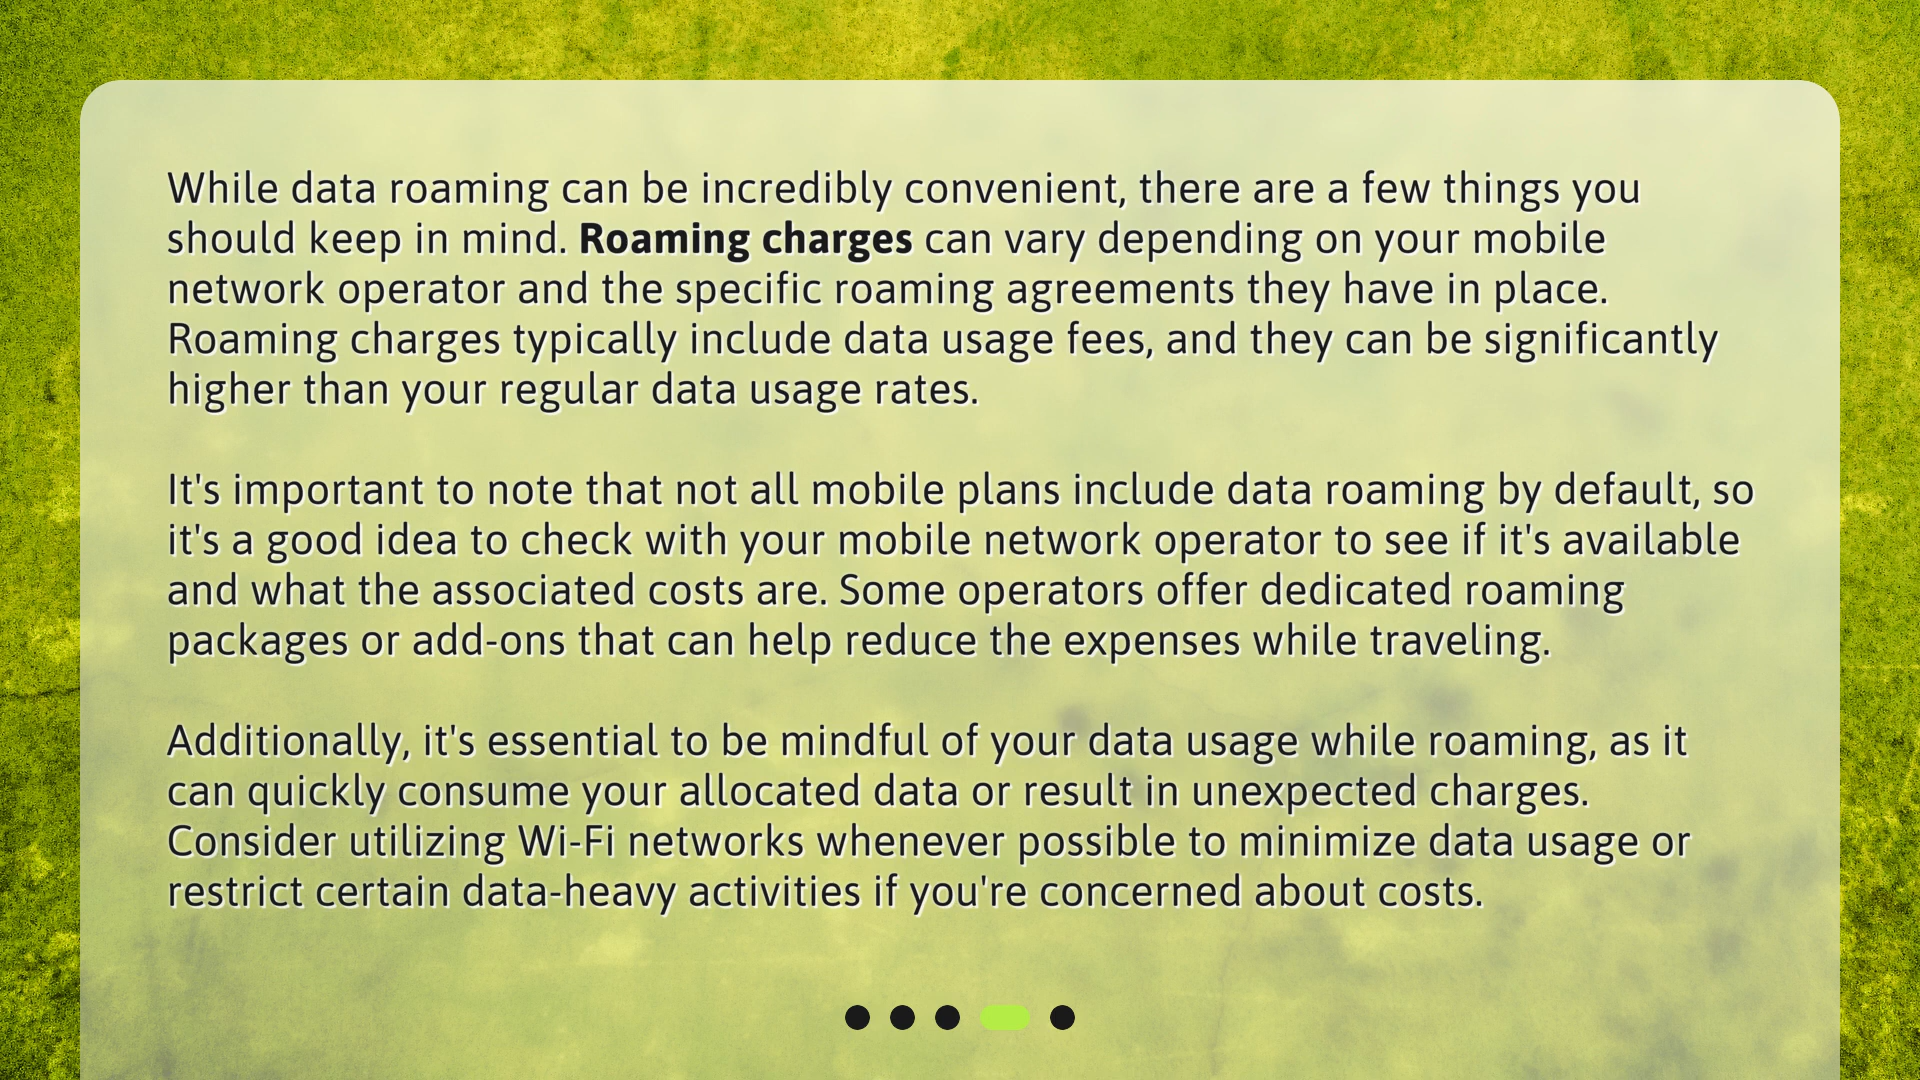 While data roaming can be incredibly convenient, there are a few things you
should keep in mind. Roaming charges can vary depending on your mobile
network operator and the specific roaming agreements they have in place.
Roaming charges typically include data usage fees, and they can be significantly
higher than your regular data usage rates.
It's important to note that not all mobile plans include data roaming by default, so
it's a good idea to check with your mobile network operator to see if it's available
and what the associated costs are. Some operators offer dedicated roaming
packages or add-ons that can help reduce the expenses while traveling.
Additionally, it's essential to be mindful of your data usage while roaming, as it
can quickly consume your allocated data or result in unexpected charges.
Consider utilizing Wi-Fi networks whenever possible to minimize data usage or
restrict certain data-heavy activities if you're concerned about costs.